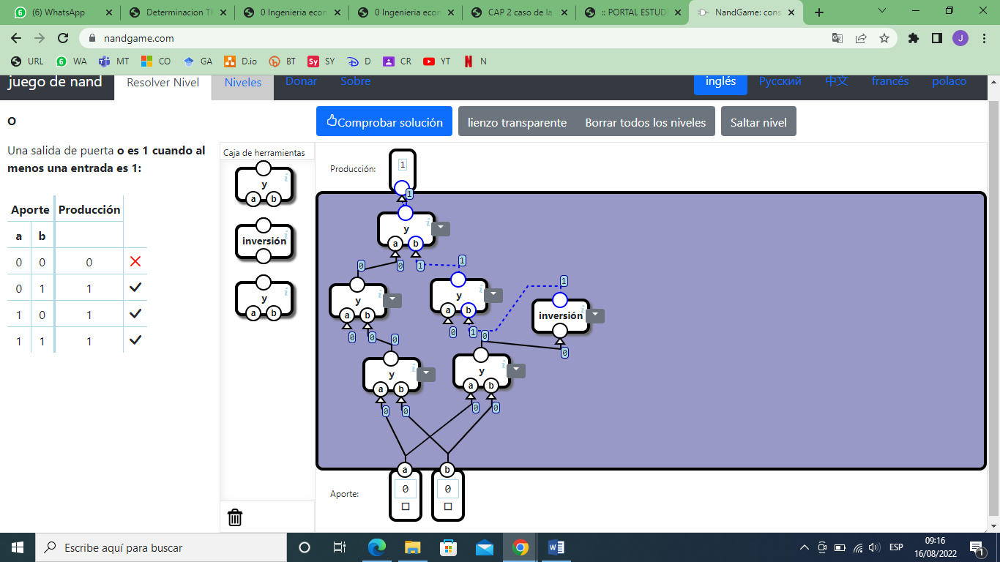 (6) WhatsApp
Determinacion TI
0 Ingenieria econ
0 Ingenieria econ
CAP 2 caso de la
:: PORTAL ESTUD
NandGame: cons
nandgame.com
J
URL
6 WA
MT
CO
GA
D.io
BT
Sy SY
D
CR
YT
N
juego de nand
Resolver Nivel
Niveles
Donar
Sobre
inglés
Русский
中文
francés
polaco
O
Una salida de puerta o es 1 cuando al
menos una entrada es 1:
Aporte Producción
a b
0 0 0
0 1 1
1 0 1
1 1 1
Comprobar solución
lienzo transparente
Borrar todos los niveles
Saltar nivel
Caja de herramientas
y
a b
inversión
y
a b
Producción:
1
1
y
a b
0 0 1 1
1
y
a b
y
a b
inversión
0 0 0
0 1 0
0
y
a b
y
a b
0 0
0 0
a b
Aporte:
0 0
Escribe aquí para buscar
ESP
09:16
16/08/2022
1